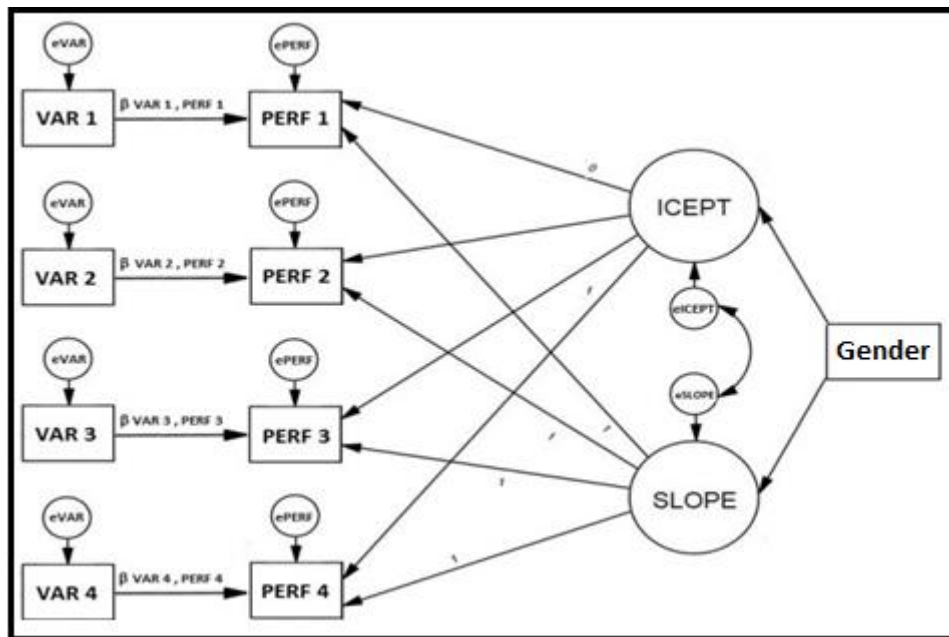 eVAR
ePERF
VAR 1
β VAR 1 , PERF 1
PERF 1
0
eVAR
ePERF
ICEPT
VAR 2
β VAR 2 , PERF 2
PERF 2
eICEPT
Gender
eVAR
ePERF
eSLOPE
VAR 3
β VAR 3 , PERF 3
PERF 3
1
eVAR
ePERF
SLOPE
1
VAR 4
β VAR 4 , PERF 4
PERF 4